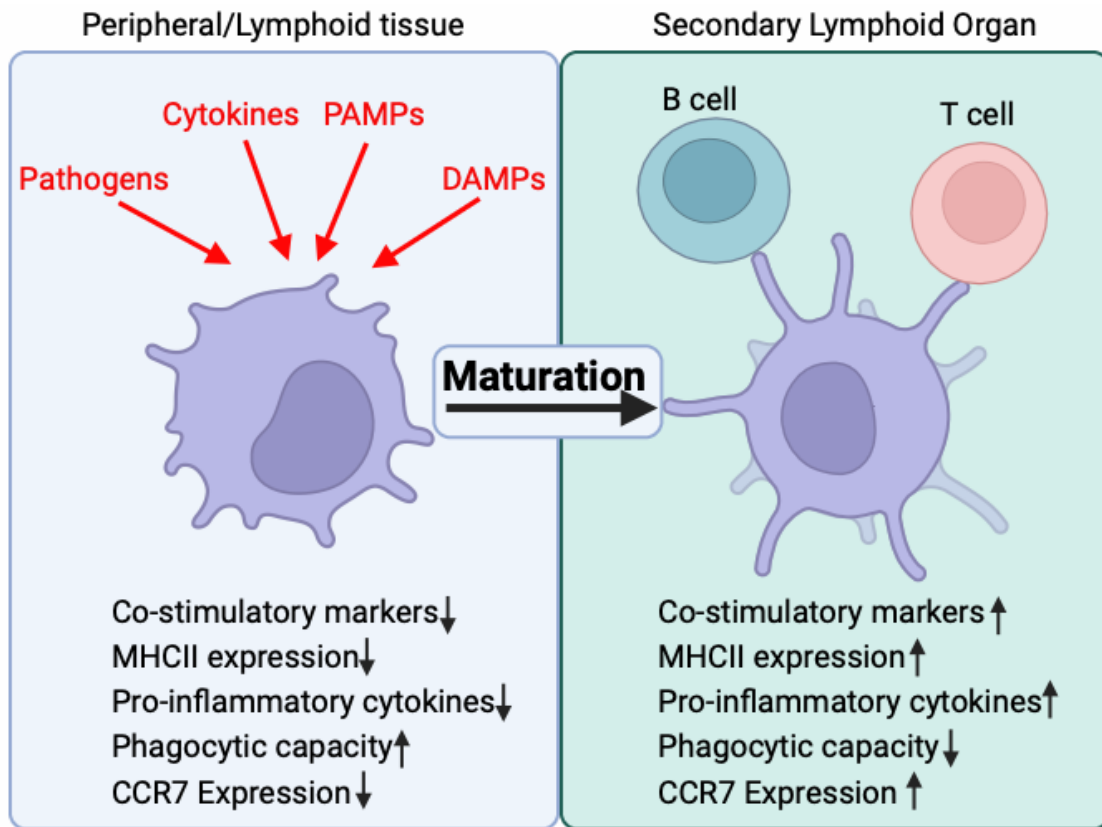 Peripheral/Lymphoid tissue
Secondary Lymphoid Organ
Cytokines PAMPs
Pathogens
DAMPs
B cell
T cell
Maturation
Co-stimulatory markers↓
MHCII expression↓
Pro-inflammatory cytokines↓
Phagocytic capacity↑
CCR7 Expression↓
Co-stimulatory markers↑
MHCII expression↑
Pro-inflammatory cytokines↑
Phagocytic capacity↓
CCR7 Expression↑